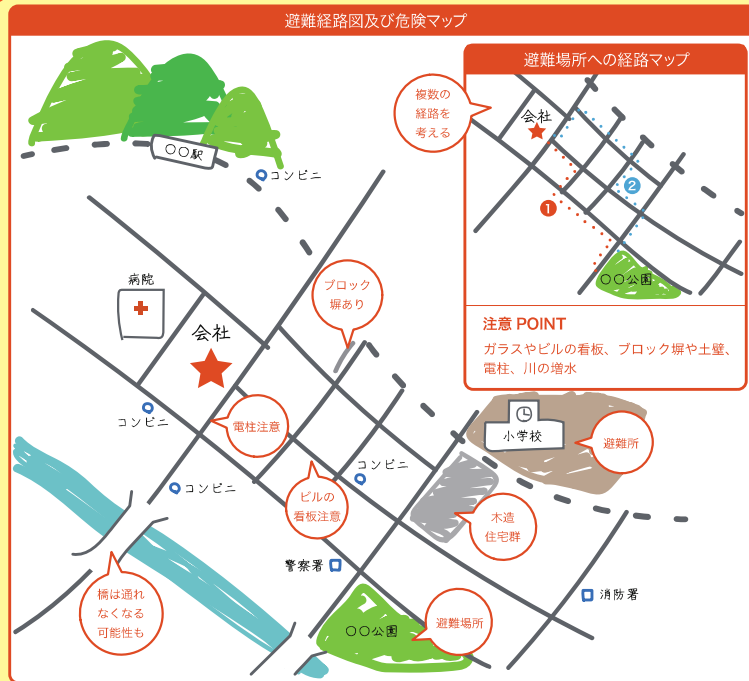 避難経路図及び危険マップ
避難場所への経路マップ
複数の
経路を
考える
会社
1
2
〇〇公園
注意 POINT
ガラスやビルの看板、ブロック塀や土壁、
電柱、川の増水
〇〇駅
コンビニ
病院
ブロック
塀あり
会社
コンビニ
電柱注意
小学校
避難所
コンビニ
コンビニ
ビルの
看板注意
木造
住宅群
警察署
橋は通れ
なくなる
可能性も
消防署
〇〇公園
避難場所